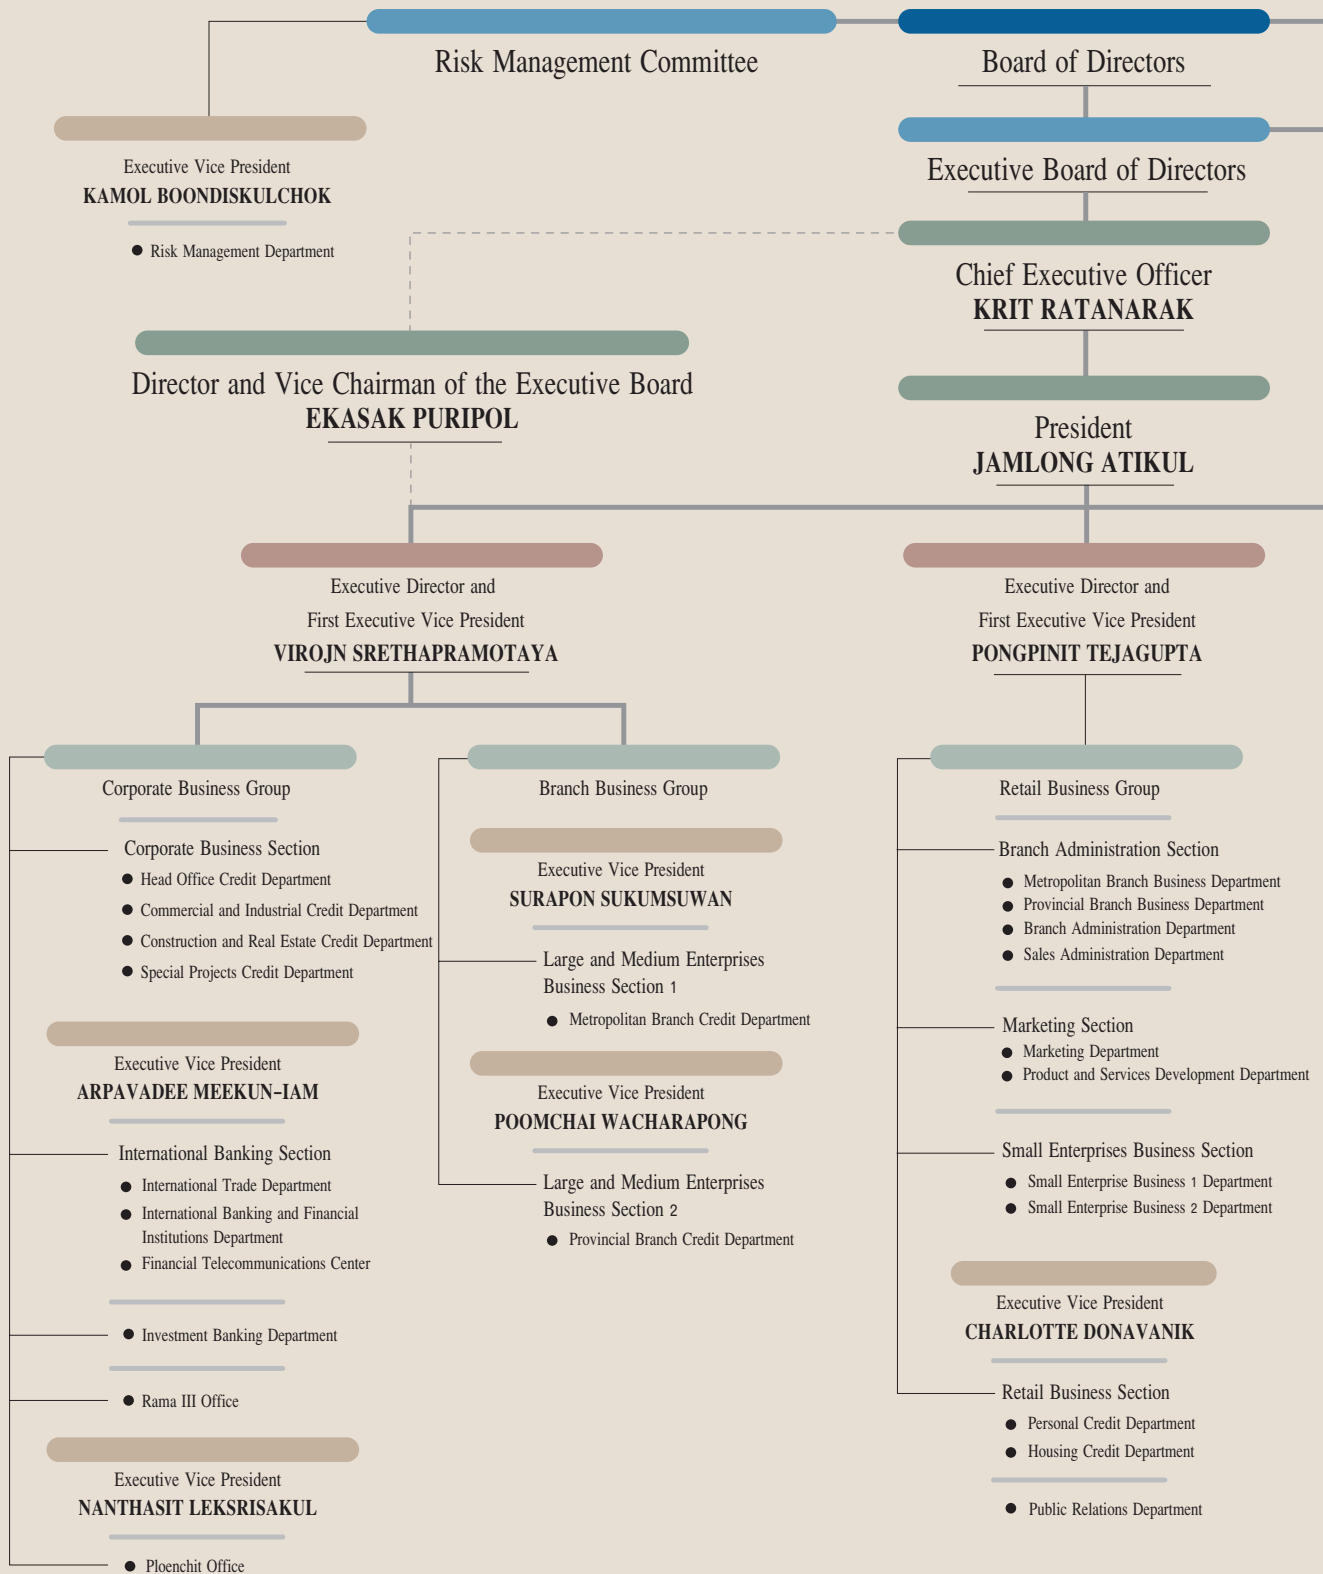 Risk Management Committee
Board of Directors
Executive Vice President
KAMOL BOONDISKULCHOK
● Risk Management Department
Executive Board of Directors
Chief Executive Officer
KRIT RATANARAK
Director and Vice Chairman of the Executive Board
EKASAK PURIPOL
President
JAMLONG ATIKUL
Executive Director and
First Executive Vice President
VIROJN SRETHAPRAMOTAYA
Executive Director and
First Executive Vice President
PONGPINIT TEJAGUPTA
Corporate Business Group
Corporate Business Section
● Head Office Credit Department
● Commercial and Industrial Credit Department
● Construction and Real Estate Credit Department
● Special Projects Credit Department
Executive Vice President
ARPAVADEE MEEKUN-IAM
International Banking Section
● International Trade Department
● International Banking and Financial
Institutions Department
● Financial Telecommunications Center
● Investment Banking Department
● Rama III Office
Executive Vice President
NANTHASIT LEKSRISAKUL
● Ploenchit Office
Branch Business Group
Executive Vice President
SURAPON SUKUMSUWAN
Large and Medium Enterprises
Business Section 1
● Metropolitan Branch Credit Department
Executive Vice President
POOMCHAI WACHARAPONG
Large and Medium Enterprises
Business Section 2
● Provincial Branch Credit Department
Retail Business Group
Branch Administration Section
● Metropolitan Branch Business Department
● Provincial Branch Business Department
● Branch Administration Department
● Sales Administration Department
Marketing Section
● Marketing Department
● Product and Services Development Department
Small Enterprises Business Section
● Small Enterprise Business 1 Department
● Small Enterprise Business 2 Department
Executive Vice President
CHARLOTTE DONAVANIK
Retail Business Section
● Personal Credit Department
● Housing Credit Department
● Public Relations Department